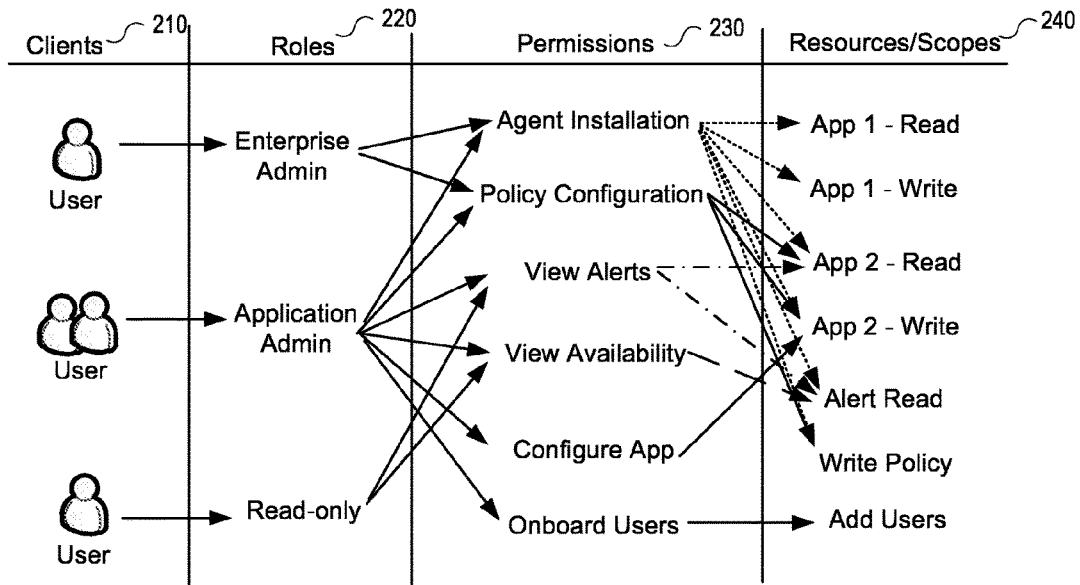 Clients 210
Roles 220
Permissions 230
Resources/Scopes 240
User
Enterprise
Admin
Agent Installation
Policy Configuration
App 1 - Read
App 1 - Write
User
Application
Admin
View Alerts
View Availability
Configure App
App 2 - Read
App 2 - Write
Alert Read
Write Policy
User
Read-only
Onboard Users
Add Users